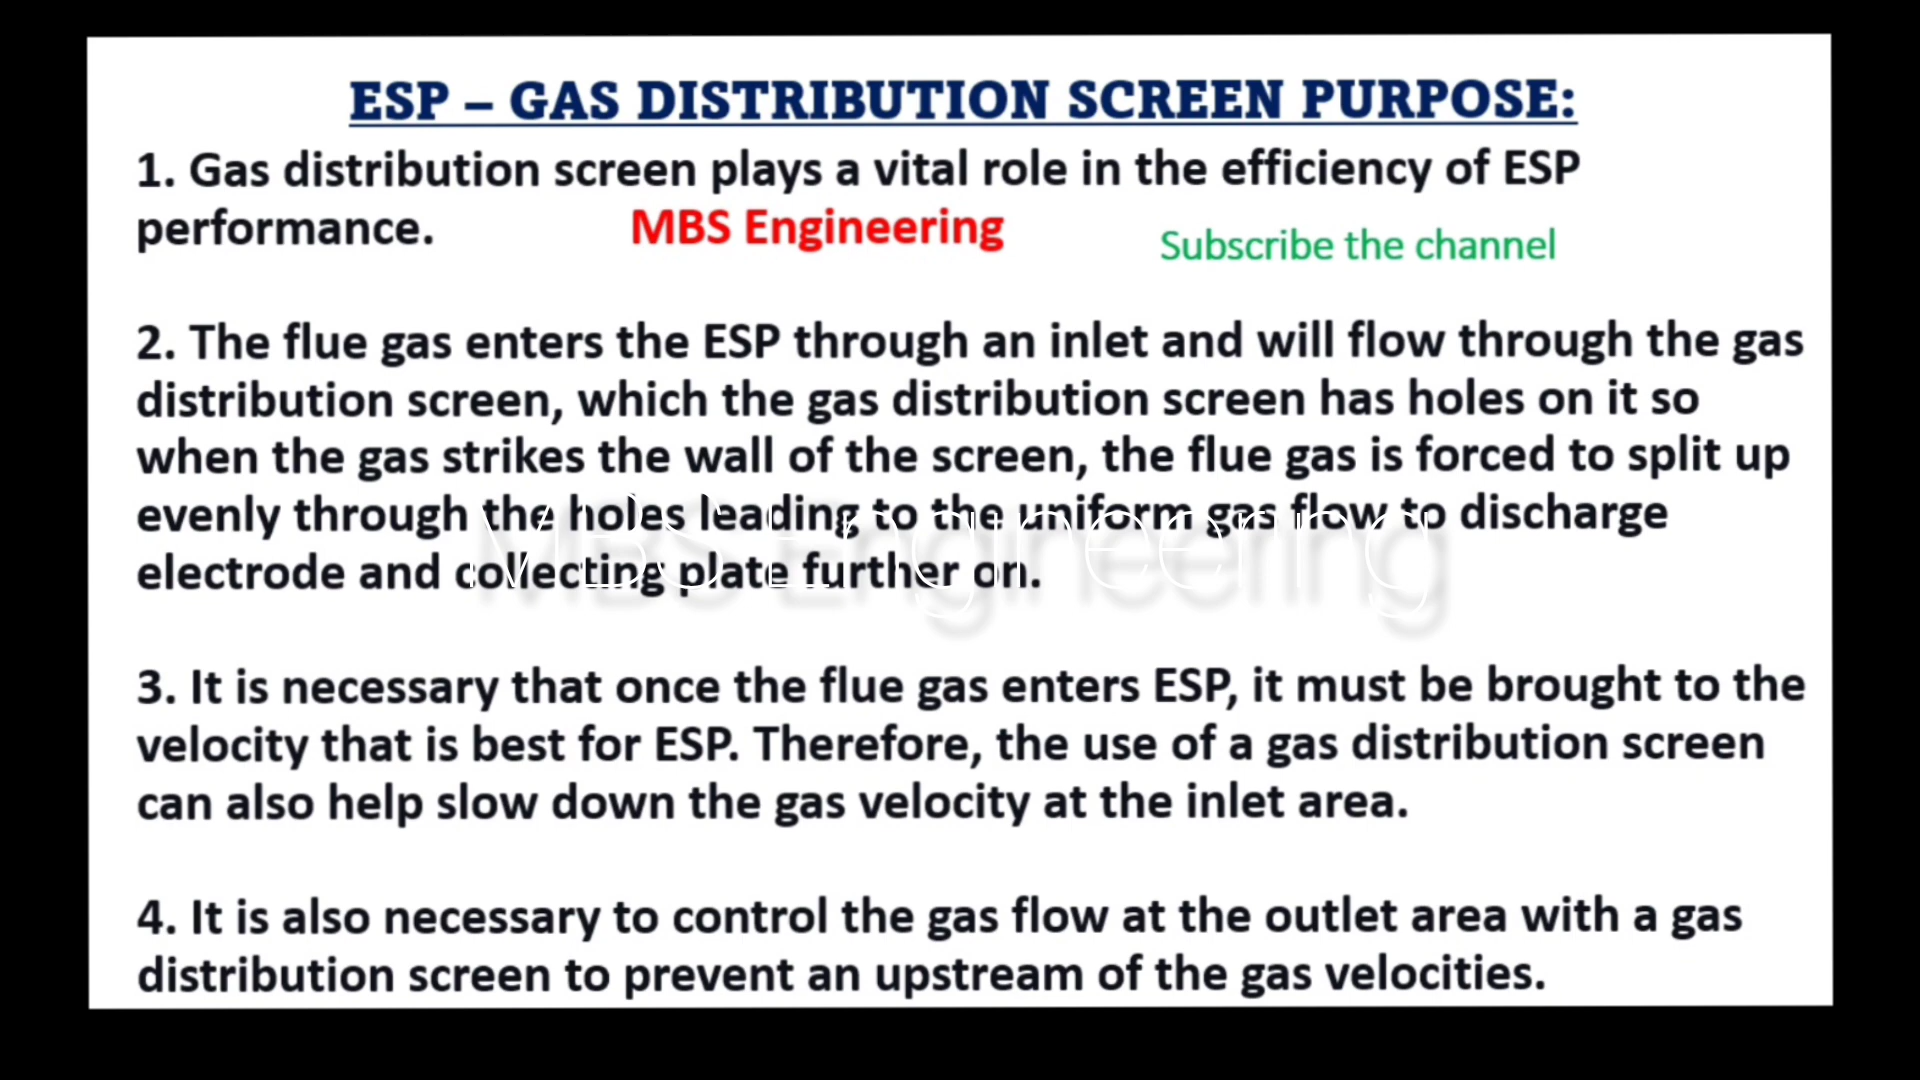 ESP – GAS DISTRIBUTION SCREEN PURPOSE:
1. Gas distribution screen plays a vital role in the efficiency of ESP
performance.
MBS Engineering
Subscribe the channel
2. The flue gas enters the ESP through an inlet and will flow through the gas
distribution screen, which the gas distribution screen has holes on it so
when the gas strikes the wall of the screen, the flue gas is forced to split up
evenly through the holes leading to the uniform gas flow to discharge
electrode and collecting plate further on.
MBS Engineering
3. It is necessary that once the flue gas enters ESP, it must be brought to the
velocity that is best for ESP. Therefore, the use of a gas distribution screen
can also help slow down the gas velocity at the inlet area.
4. It is also necessary to control the gas flow at the outlet area with a gas
distribution screen to prevent an upstream of the gas velocities.